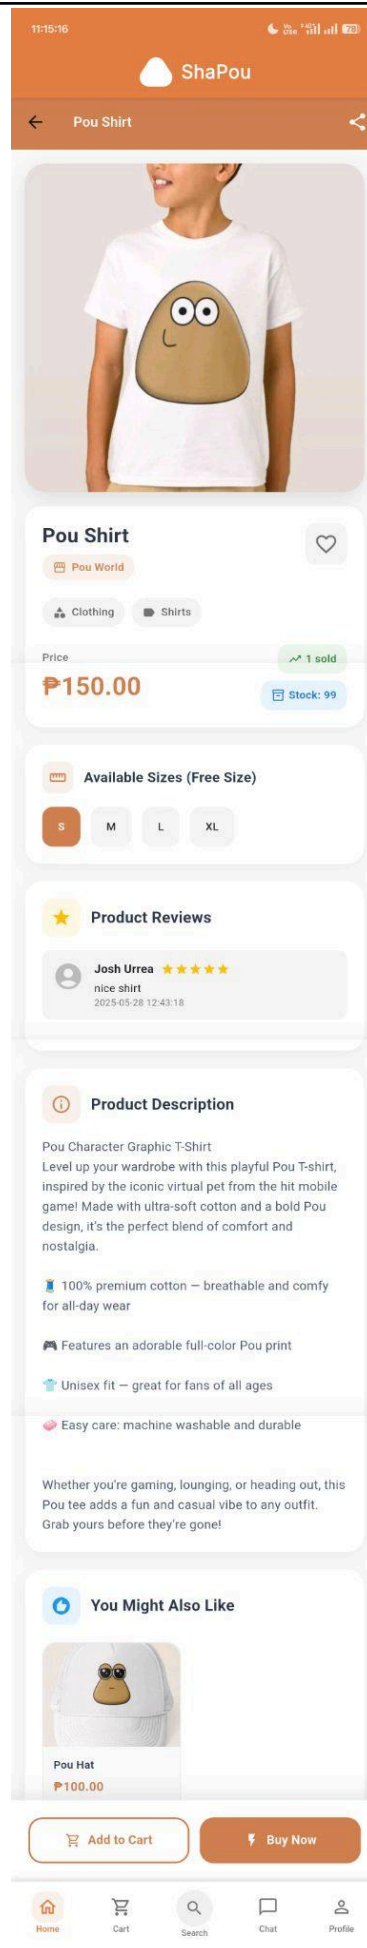 11:15:16
72
ShaPou
Pou Shirt
Pou Shirt
Pou World
Clothing
Shirts
Price
1 sold
₱150.00
Stock: 99
Available Sizes (Free Size)
S
M
L
XL
Product Reviews
Josh Urrea
nice shirt
2025-05-28 12:43:18
Product Description
Pou Character Graphic T-Shirt
Level up your wardrobe with this playful Pou T-shirt,
inspired by the iconic virtual pet from the hit mobile
game! Made with ultra-soft cotton and a bold Pou
design, it's the perfect blend of comfort and
nostalgia.
100% premium cotton — breathable and comfy
for all-day wear
Features an adorable full-color Pou print
Unisex fit — great for fans of all ages
Easy care: machine washable and durable
Whether you're gaming, lounging, or heading out, this
Pou tee adds a fun and casual vibe to any outfit.
Grab yours before they're gone!
You Might Also Like
Pou Hat
₱100.00
Add to Cart
Buy Now
Home
Cart
Search
Chat
Profile